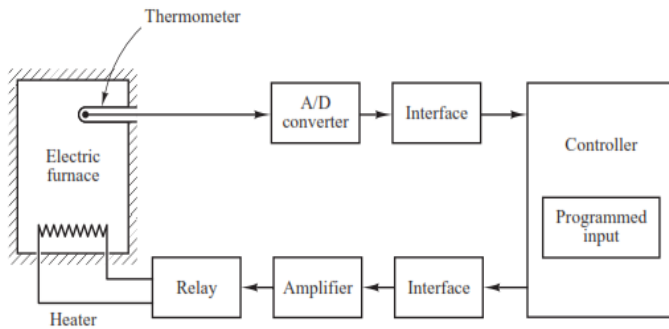 Thermometer
A/D
converter
Interface
Controller
Electric
furnace
Programmed
input
Relay
Amplifier
Interface
Heater